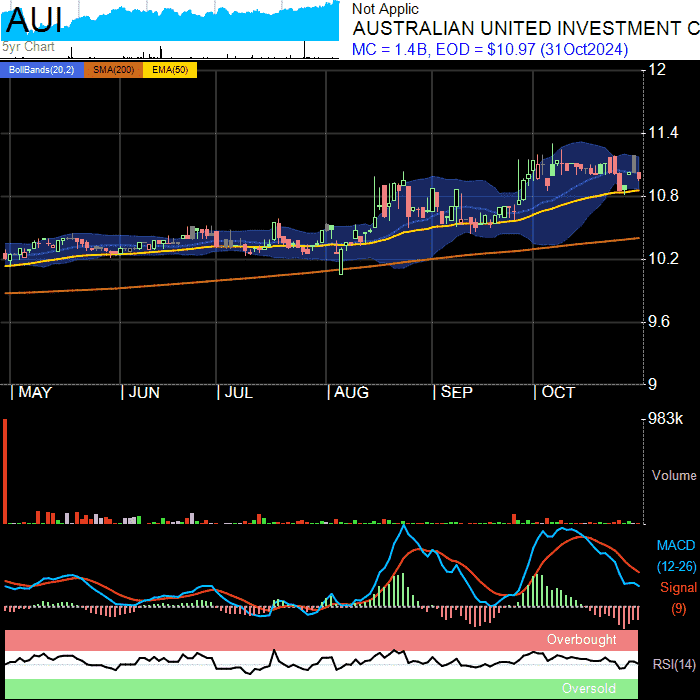 AUI
5yr Chart
Not Applic
AUSTRALIAN UNITED INVESTMENT C
MC = 1.4B, EOD = $10.97 (31Oct2024)
BollBands(20,2) SMA(200) EMA(50)
12
11.4
10.8
10.2
9.6
9
MAY JUN JUL AUG SEP OCT
983k
Volume
MACD
(12-26)
Signal
(9)
Overbought
RSI(14)
Oversold